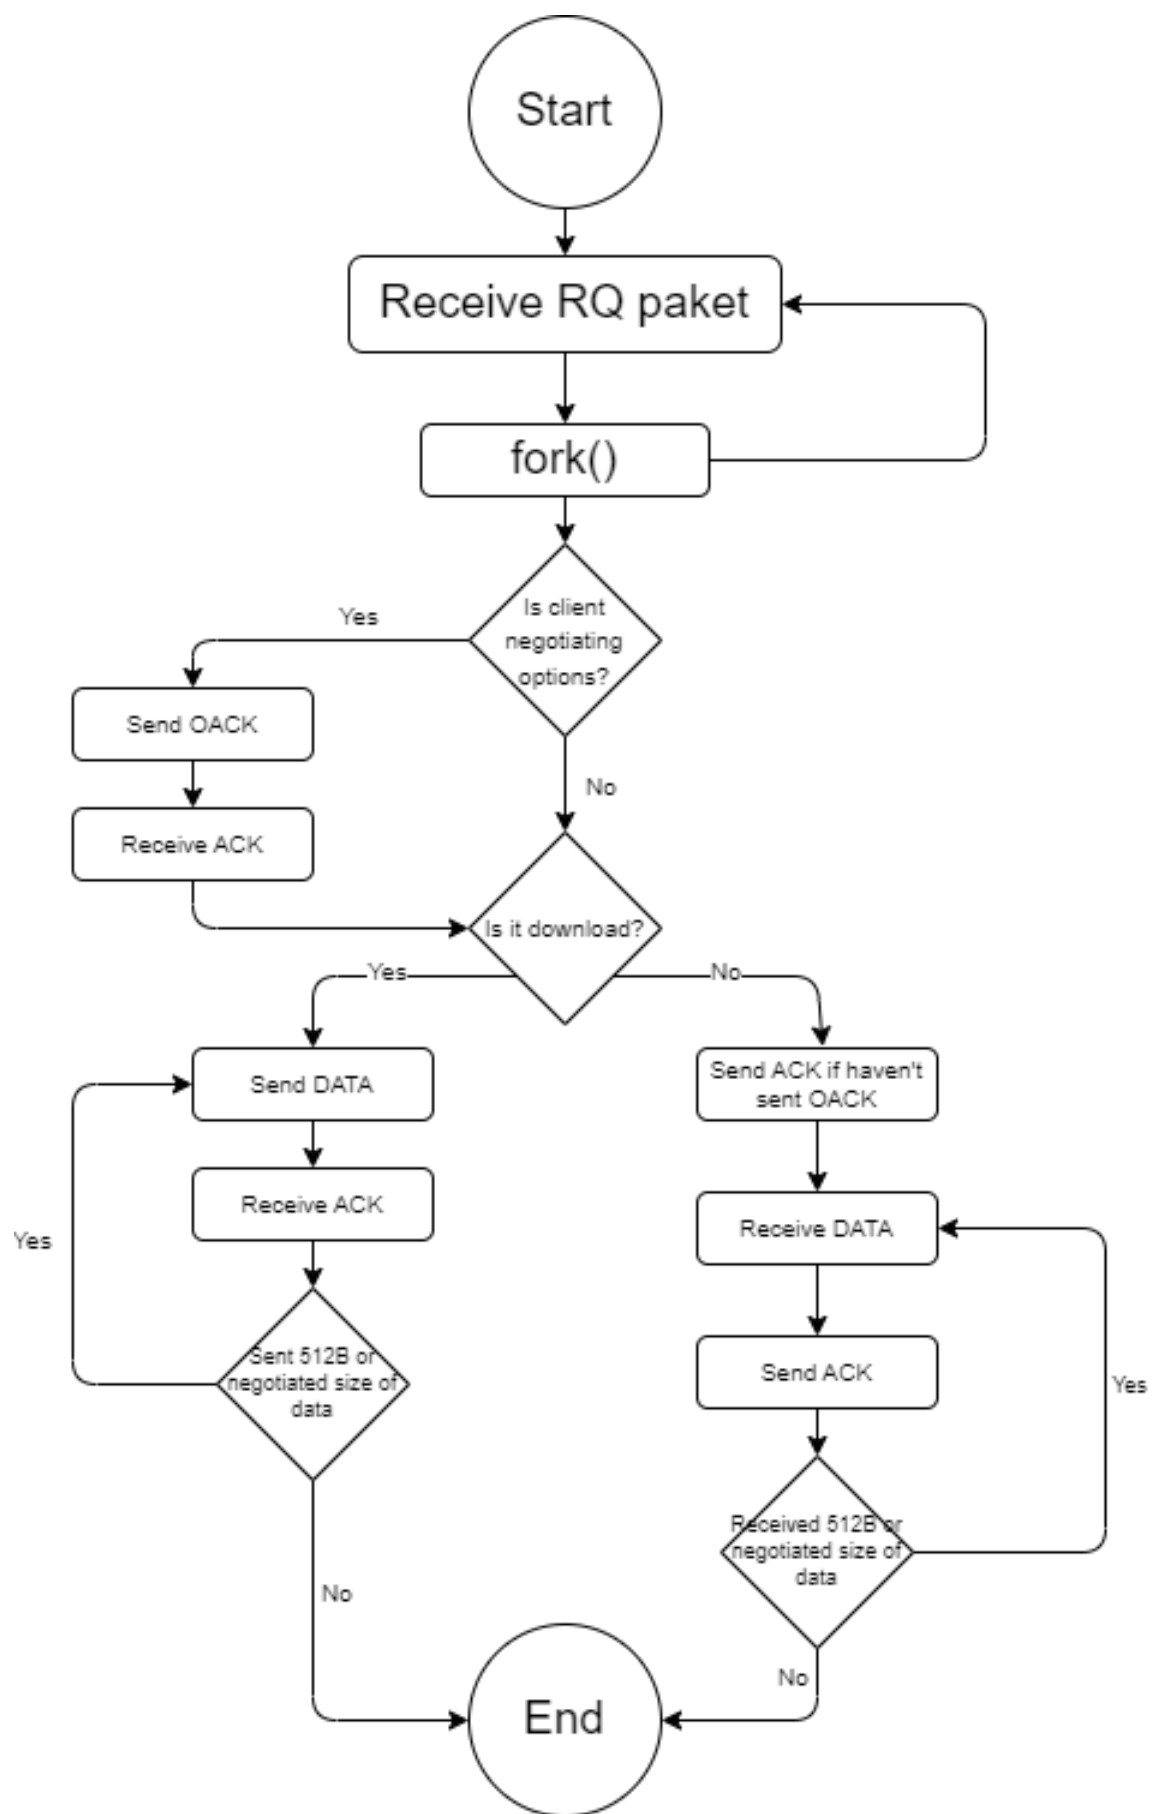 Start
Receive RQ paket
fork()
Is client
negotiating
options?
Yes
Send OACK
Receive ACK
No
Is it download?
Yes
No
Send DATA
Receive ACK
Yes
Sent 512B or
negotiated size of
data
No
Send ACK if haven't
sent OACK
Receive DATA
Send ACK
Yes
Received 512B or
negotiated size of
data
No
End